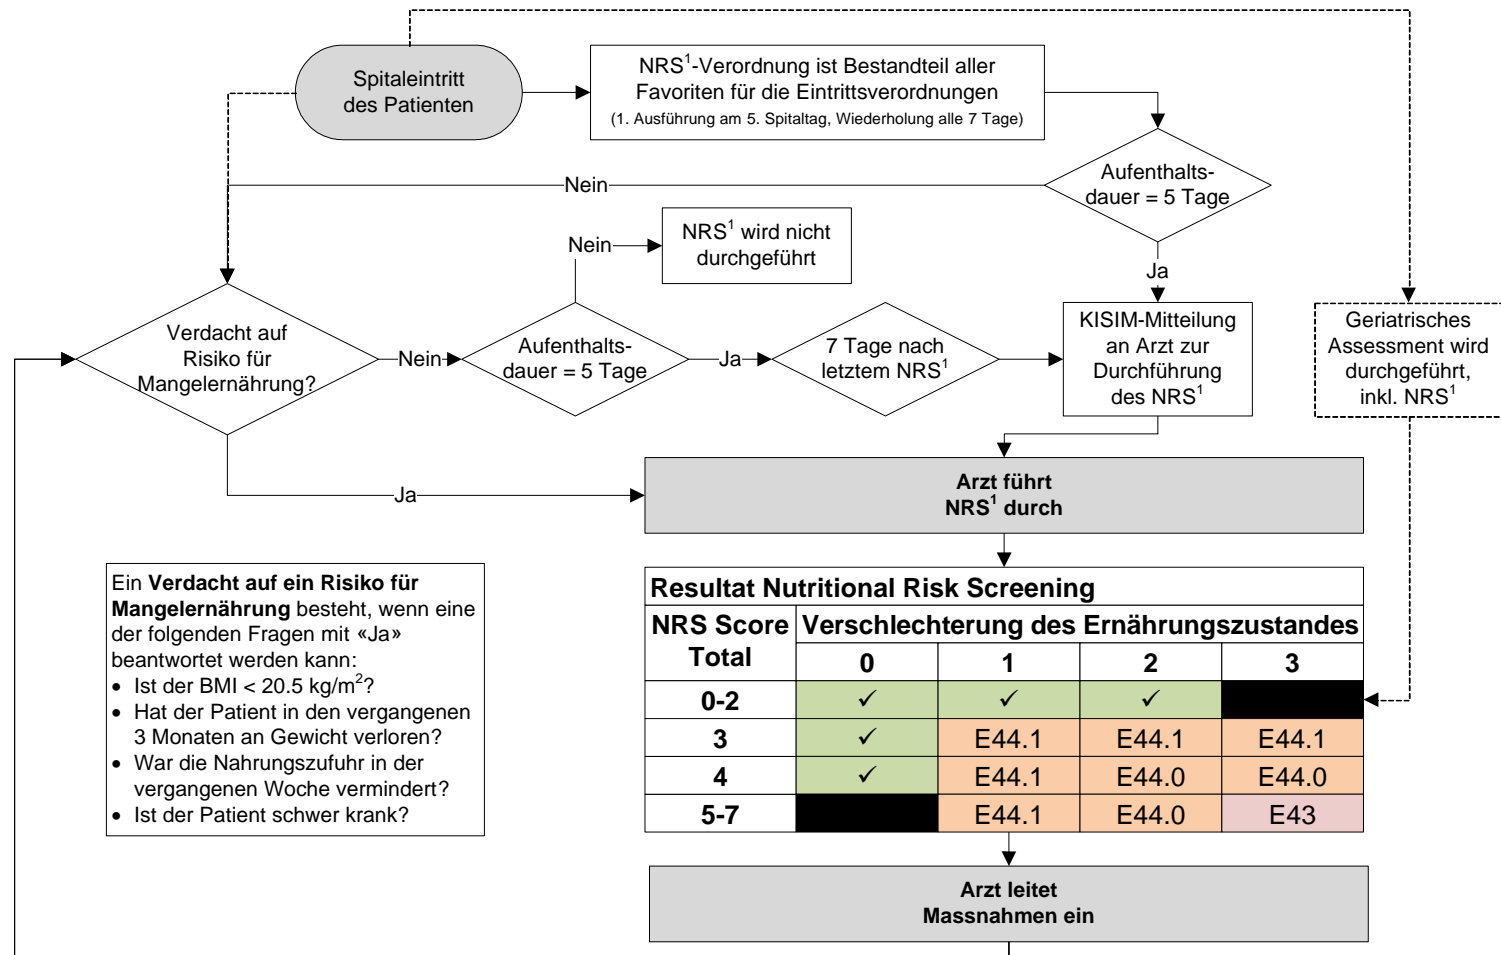 Spitaleintritt
des Patienten
NRS¹-Verordnung ist Bestandteil aller
Favoriten für die Eintrittsverordnungen
(1. Ausführung am 5. Spitaltag, Wiederholung alle 7 Tage)
Aufenthalts-
dauer = 5 Tage
Nein
Ja
Nein
NRS¹ wird nicht
durchgeführt
Verdacht auf
Risiko für
Mangelernährung?
Nein
Aufenthalts-
dauer = 5 Tage
Ja
7 Tage nach
letztem NRS¹
KISIM-Mitteilung
an Arzt zur
Durchführung
des NRS¹
Geriatrisches
Assessment wird
durchgeführt,
inkl. NRS¹
Ja
Arzt führt
NRS¹ durch
Ein Verdacht auf ein Risiko für
Mangelernährung besteht, wenn eine
der folgenden Fragen mit «Ja»
beantwortet werden kann:
• Ist der BMI < 20.5 kg/m²?
• Hat der Patient in den vergangenen
3 Monaten an Gewicht verloren?
• War die Nahrungszufuhr in der
vergangenen Woche vermindert?
• Ist der Patient schwer krank?
Resultat Nutritional Risk Screening
NRS Score
Total
Verschlechterung des Ernährungszustandes
0 1 2 3
0-2 ✓ ✓ ✓
3 ✓ E44.1 E44.1 E44.1
4 ✓ E44.1 E44.0 E44.0
5-7 E44.1 E44.0 E43
Arzt leitet
Massnahmen ein